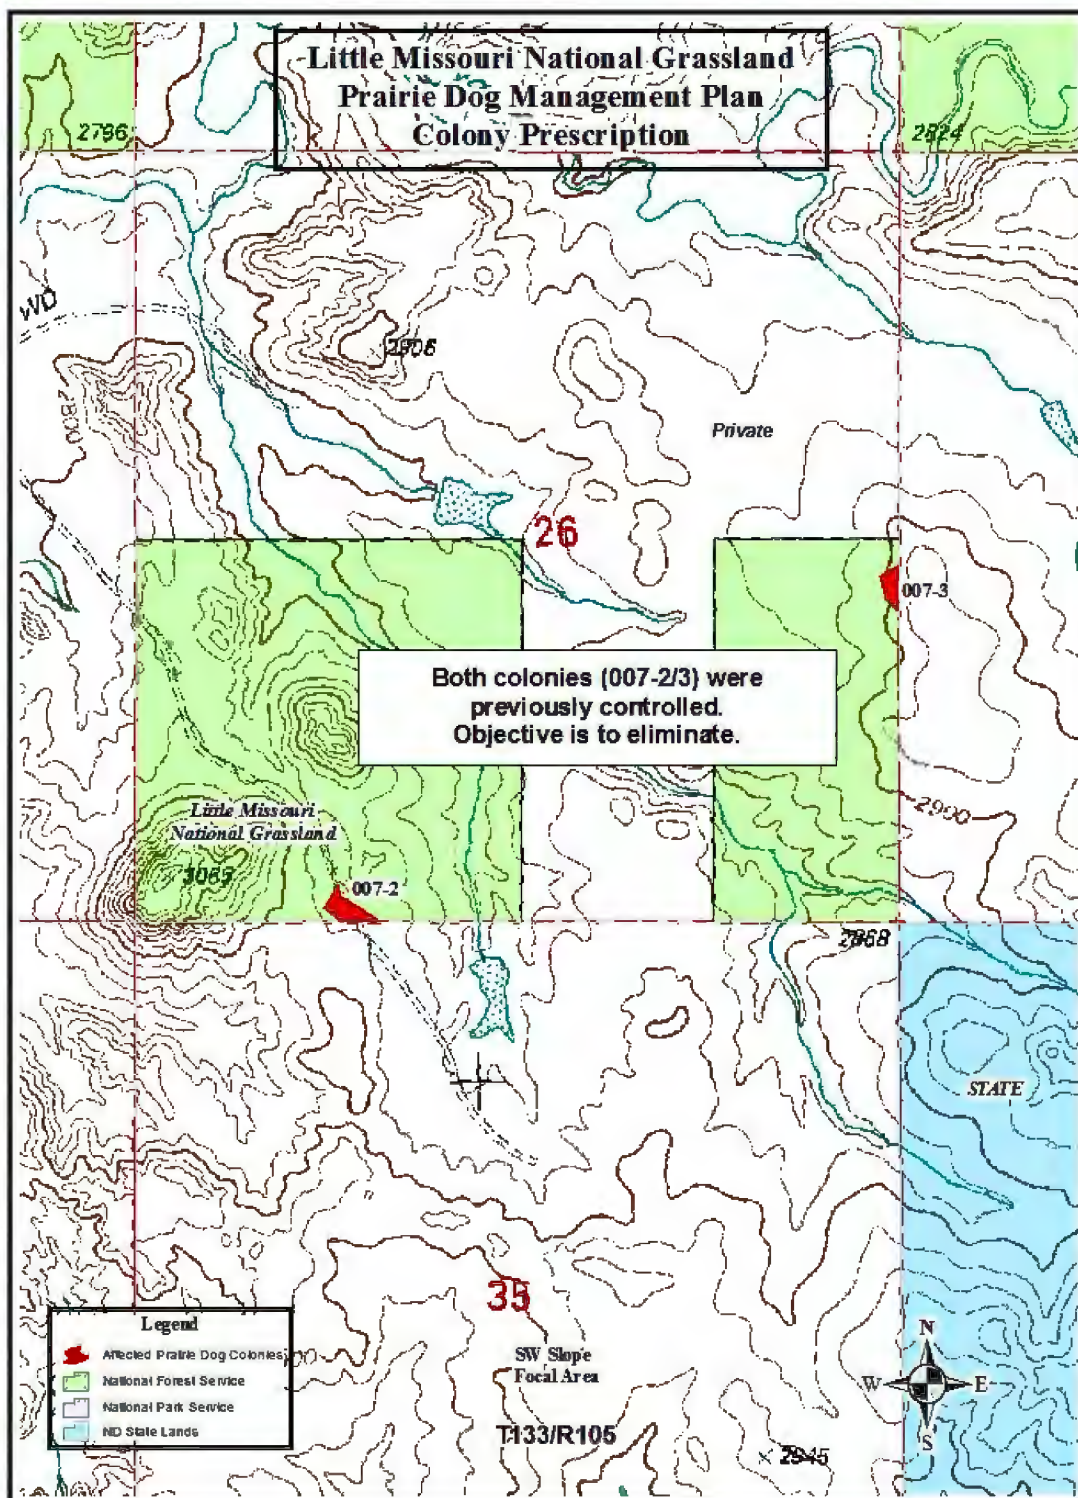 Little Missouri National Grassland
Prairie Dog Management Plan
Colony Prescription
2796
2824
2906
2800
Private
26
007-3
Both colonies (007-2/3) were
previously controlled.
Objective is to eliminate.
2900
Little Missouri
National Grassland
3065
007-2
2868
STATE
35
SW Slope
Focal Area
T133/R105
2945
Legend
Affected Prairie Dog Colonies
National Forest Service
National Park Service
ND State Lands
N
W
E
S